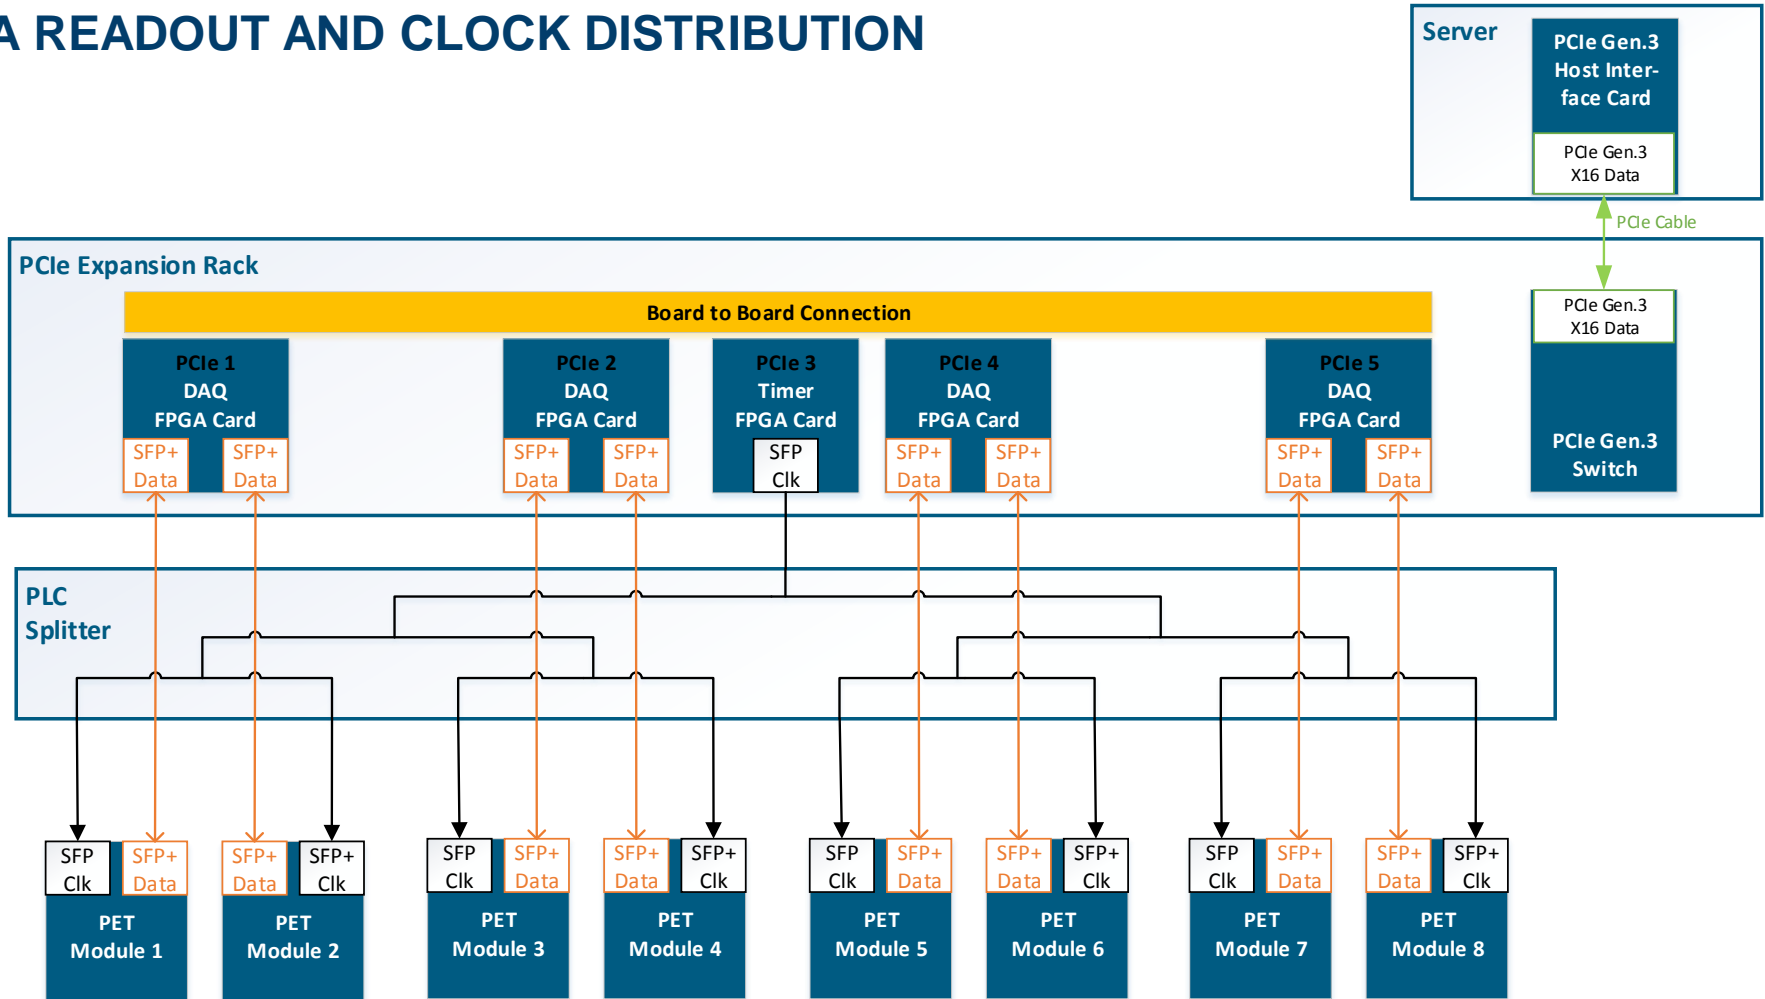 A READOUT AND CLOCK DISTRIBUTION
Server
PCIe Gen.3
Host Inter-
face Card
PCIe Gen.3
X16 Data
PCIe Cable
PCIe Expansion Rack
Board to Board Connection
PCIe Gen.3
X16 Data
PCIe Gen.3
Switch
PCIe 1
DAQ
FPGA Card
SFP+
Data
SFP+
Data
PCIe 2
DAQ
FPGA Card
SFP+
Data
SFP+
Data
PCIe 3
Timer
FPGA Card
SFP
Clk
PCIe 4
DAQ
FPGA Card
SFP+
Data
SFP+
Data
PCIe 5
DAQ
FPGA Card
SFP+
Data
SFP+
Data
PLC
Splitter
SFP
Clk
SFP+
Data
PET
Module 1
SFP+
Data
SFP+
Clk
PET
Module 2
SFP
Clk
SFP+
Data
PET
Module 3
SFP+
Data
SFP+
Clk
PET
Module 4
SFP
Clk
SFP+
Data
PET
Module 5
SFP+
Data
SFP+
Clk
PET
Module 6
SFP
Clk
SFP+
Data
PET
Module 7
SFP+
Data
SFP+
Clk
PET
Module 8